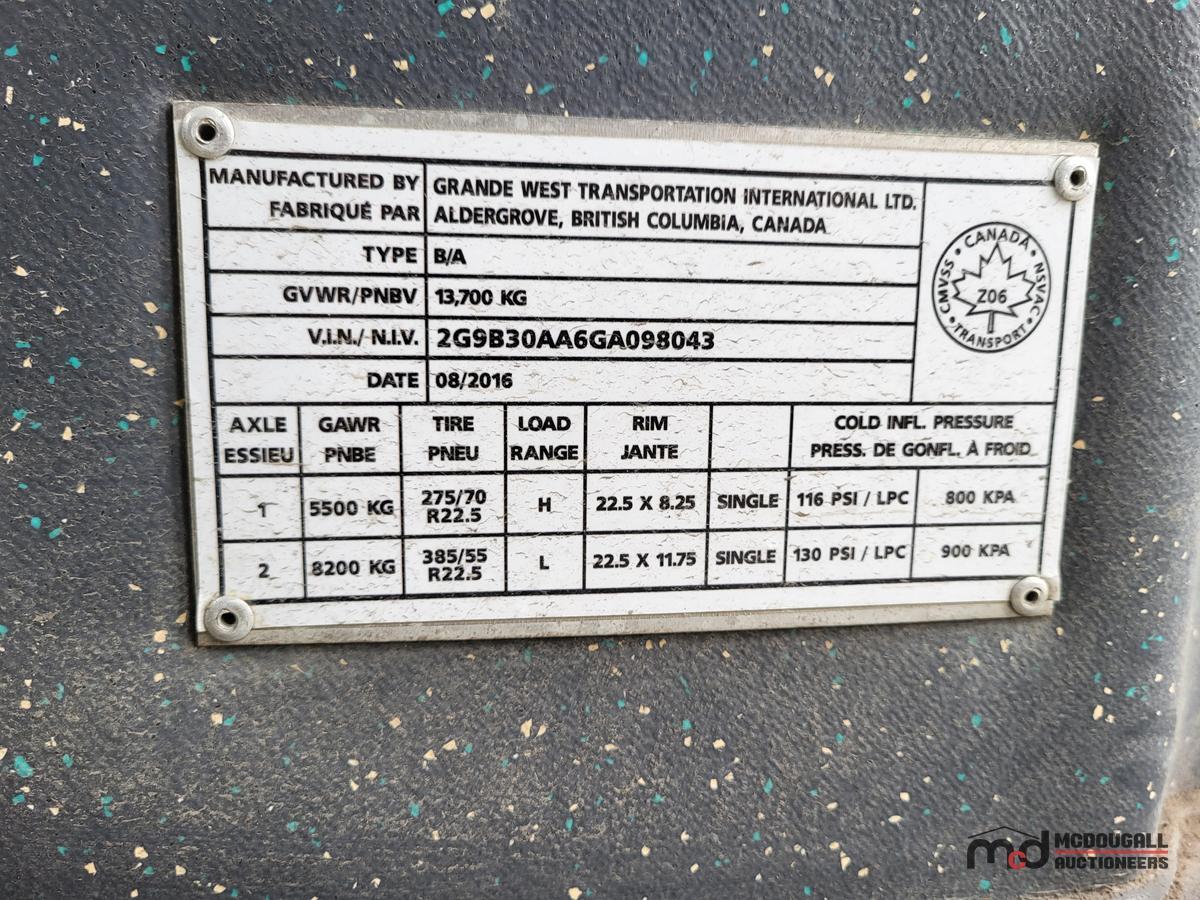 MANUFACTURED BY
FABRIQUÉ PAR
GRANDE WEST TRANSPORTATION INTERNATIONAL LTD.
ALDERGROVE, BRITISH COLUMBIA, CANADA
TYPE B/A
GVWR/PNBV 13,700 KG
V.I.N./ N.I.V. 2G9B30AA6GA098043
DATE 08/2016
CANADA
CMVSS NSVAC
Z06
TRANSPORT
AXLE GAWR TIRE LOAD RIM COLD INFL. PRESSURE
ESSIEU PNBE PNEU RANGE JANTE PRESS. DE GONFL. À FROID
1 5500 KG 275/70 R22.5 H 22.5 X 8.25 SINGLE 116 PSI / LPC 800 KPA
2 8200 KG 385/55 R22.5 L 22.5 X 11.75 SINGLE 130 PSI / LPC 900 KPA
mcd MCDOUGALL
AUCTIONEERS